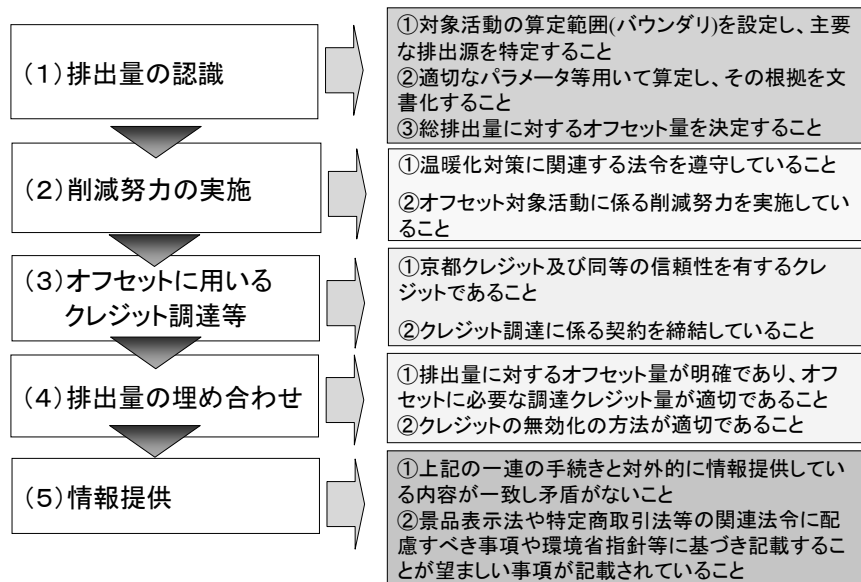 (1)排出量の認識
①対象活動の算定範囲(バウンダリ)を設定し、主要
な排出源を特定すること
②適切なパラメータ等用いて算定し、その根拠を文
書化すること
③総排出量に対するオフセット量を決定すること
(2)削減努力の実施
①温暖化対策に関連する法令を遵守していること
②オフセット対象活動に係る削減努力を実施してい
ること
(3)オフセットに用いる
クレジット調達等
①京都クレジット及び同等の信頼性を有するクレ
ジットであること
②クレジット調達に係る契約を締結していること
(4)排出量の埋め合わせ
①排出量に対するオフセット量が明確であり、オフ
セットに必要な調達クレジット量が適切であること
②クレジットの無効化の方法が適切であること
(5)情報提供
①上記の一連の手続きと対外的に情報提供してい
る内容が一致し矛盾がないこと
②景品表示法や特定商取引法等の関連法令に配
慮すべき事項や環境省指針等に基づき記載するこ
とが望ましい事項が記載されていること